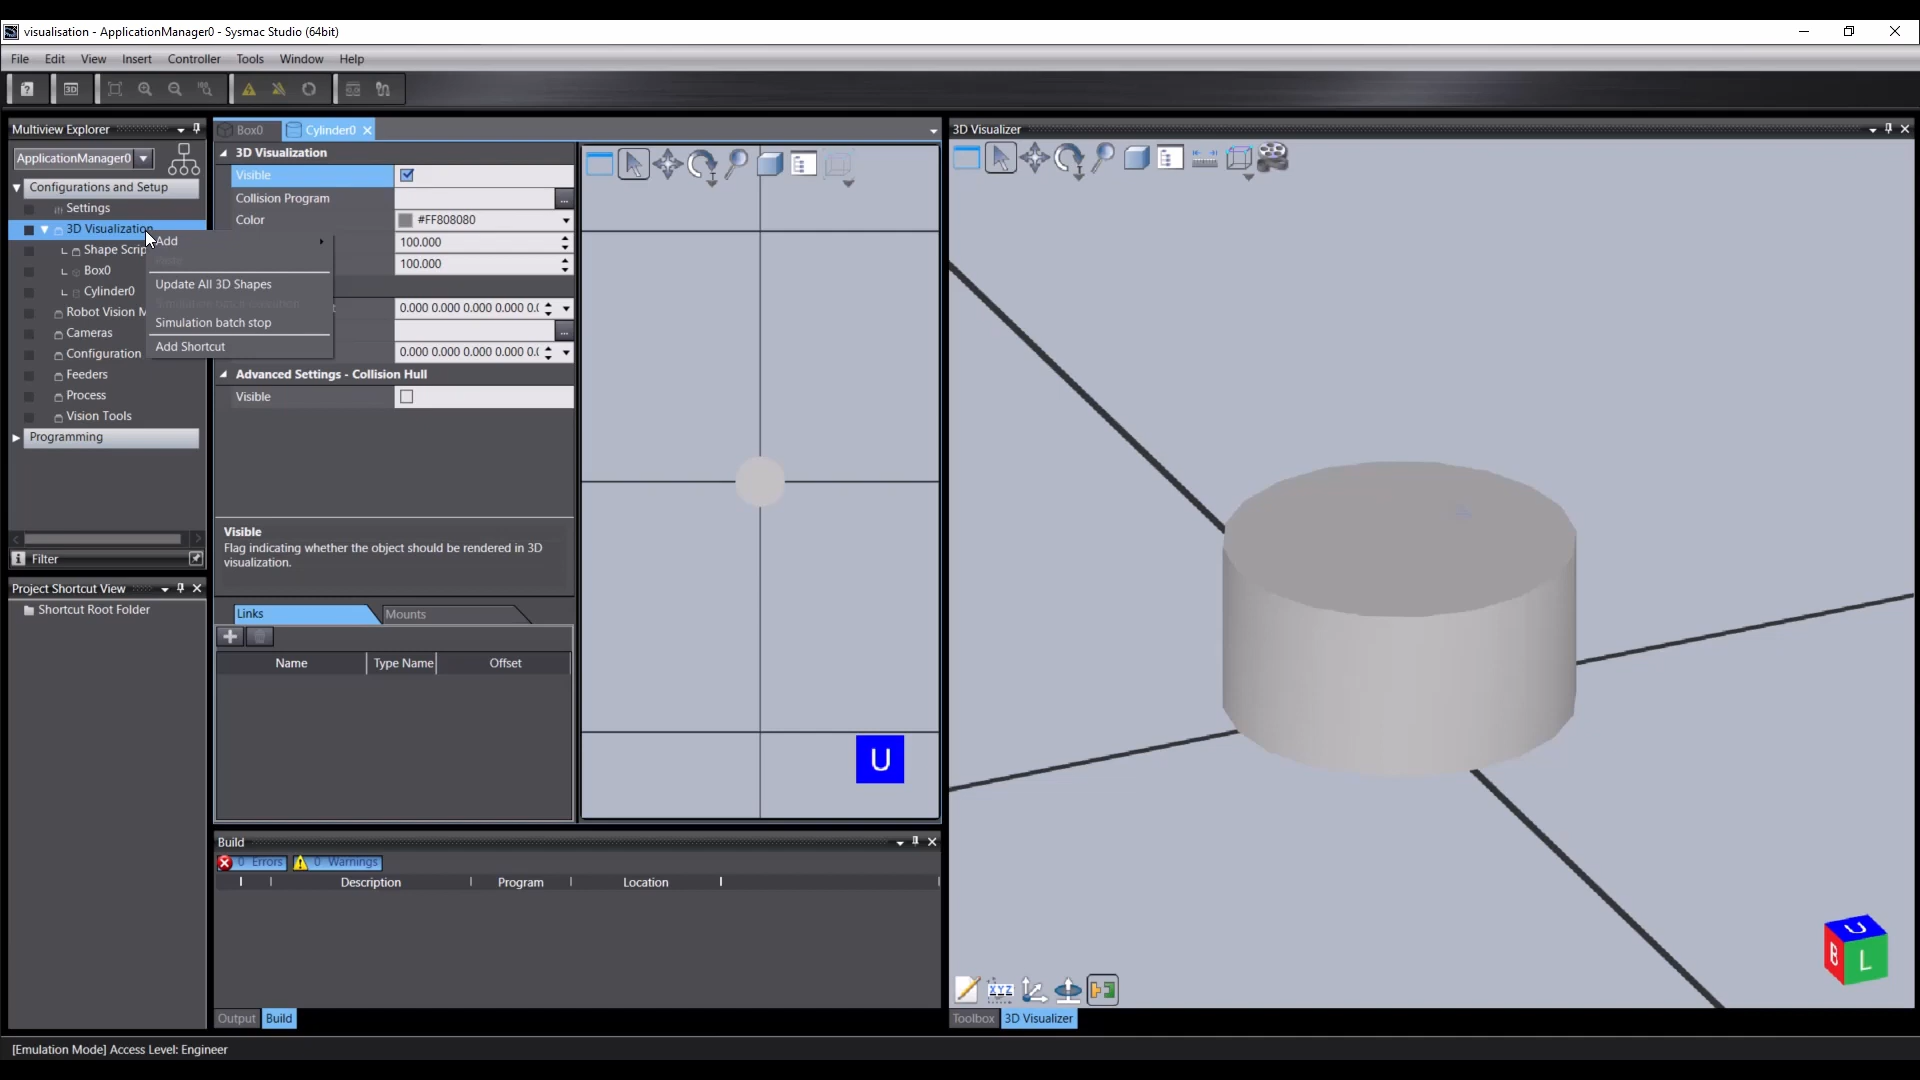 visualisation - ApplicationManager0 - Sysmac Studio (64bit)
File Edit View Insert Controller Tools Window Help
3D
Multiview Explorer
ApplicationManager0
Configurations and Setup
Settings
3D Visualization
Shape Scrip
Box0
Cylinder0
Robot Vision M
Cameras
Configuration
Feeders
Process
Vision Tools
Programming
Filter
Project Shortcut View
Shortcut Root Folder
Add
Update All 3D Shapes
Simulation batch stop
Add Shortcut
Box0 Cylinder0
3D Visualization
Visible
Collision Program
...
Color #FF808080
100.000
100.000
0.000 0.000 0.000 0.000 0.(
...
0.000 0.000 0.000 0.000 0.(
Advanced Settings - Collision Hull
Visible
Visible
Flag indicating whether the object should be rendered in 3D
visualization.
Links Mounts
Name Type Name Offset
U
Build
0 Errors 0 Warnings
Description Program Location
Output Build
3D Visualizer
XYZ
U
B
L
Toolbox 3D Visualizer
[Emulation Mode] Access Level: Engineer